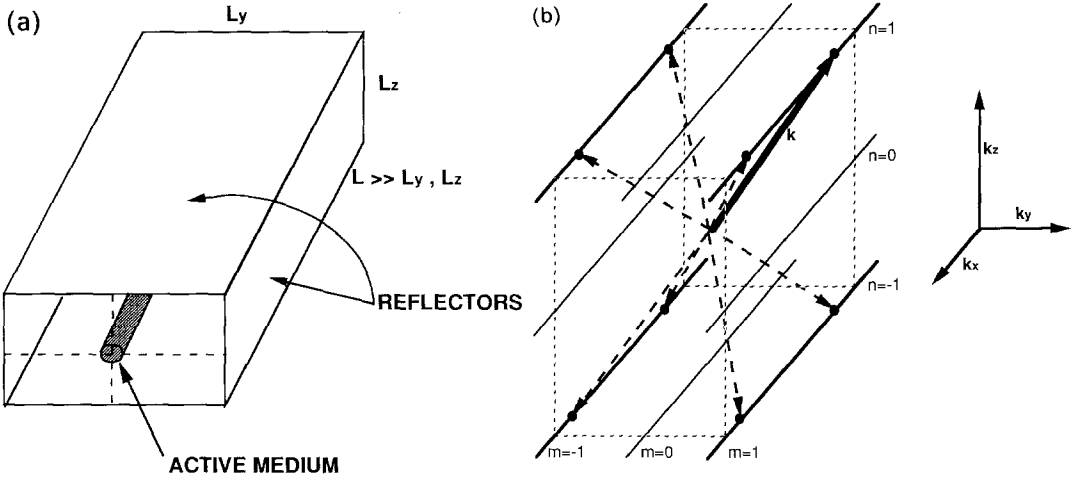 (a)
Ly
Lz
L >> Ly , Lz
REFLECTORS
ACTIVE MEDIUM
(b)
n=1
k
n=0
n=-1
m=-1 m=0 m=1
kz
ky
kx